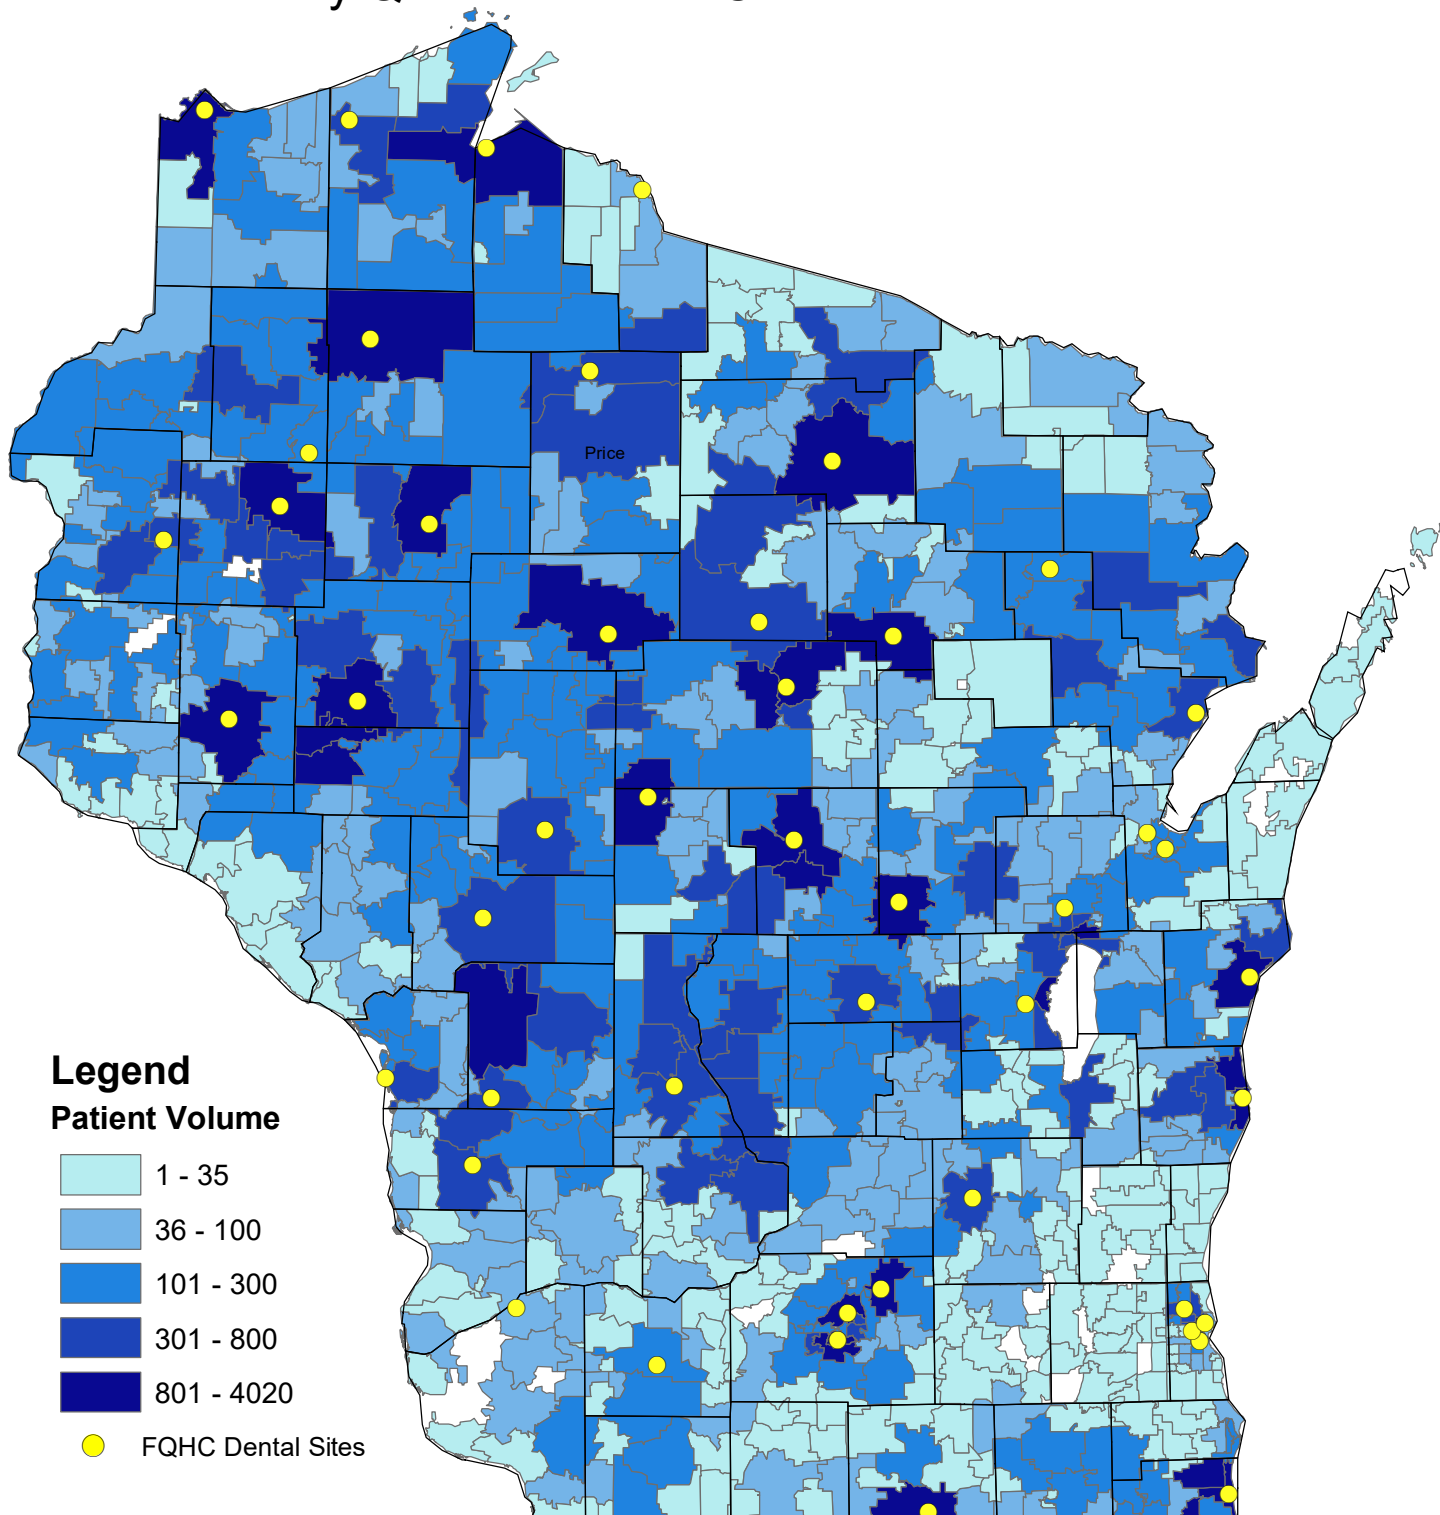 Price
Legend
Patient Volume
1 - 35
36 - 100
101 - 300
301 - 800
801 - 4020
FQHC Dental Sites